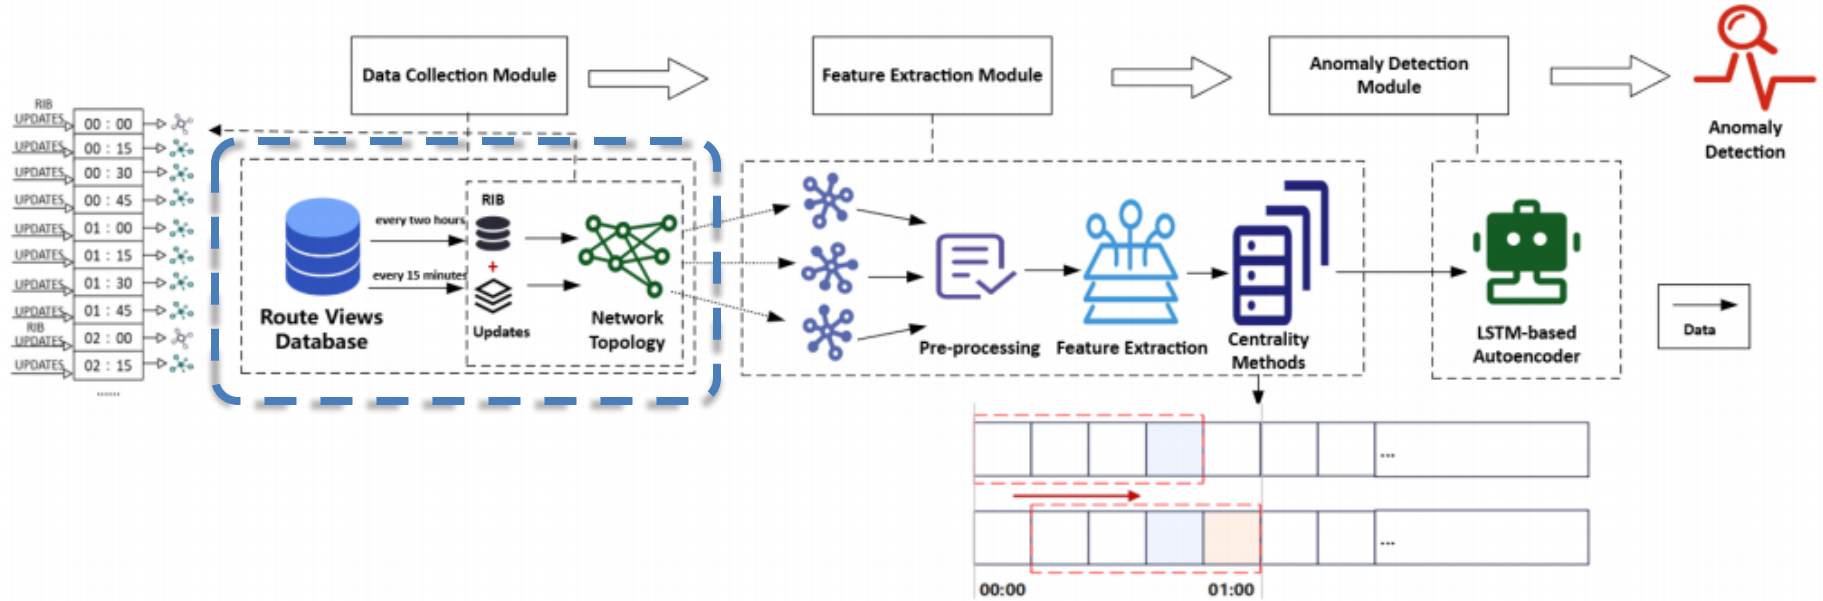 Data Collection Module
Feature Extraction Module
Anomaly Detection
Module
Anomaly
Detection
RIB
UPDATES
00 : 00
UPDATES
00 : 15
UPDATES
00 : 30
UPDATES
00 : 45
UPDATES
01 : 00
UPDATES
01 : 15
UPDATES
01 : 30
UPDATES
01 : 45
RIB
UPDATES
02 : 00
UPDATES
02 : 15
......
Route Views
Database
every two hours
every 15 minutes
RIB
+
Updates
Network
Topology
Pre-processing
Feature Extraction
Centrality
Methods
LSTM-based
Autoencoder
Data
...
...
00:00
01:00